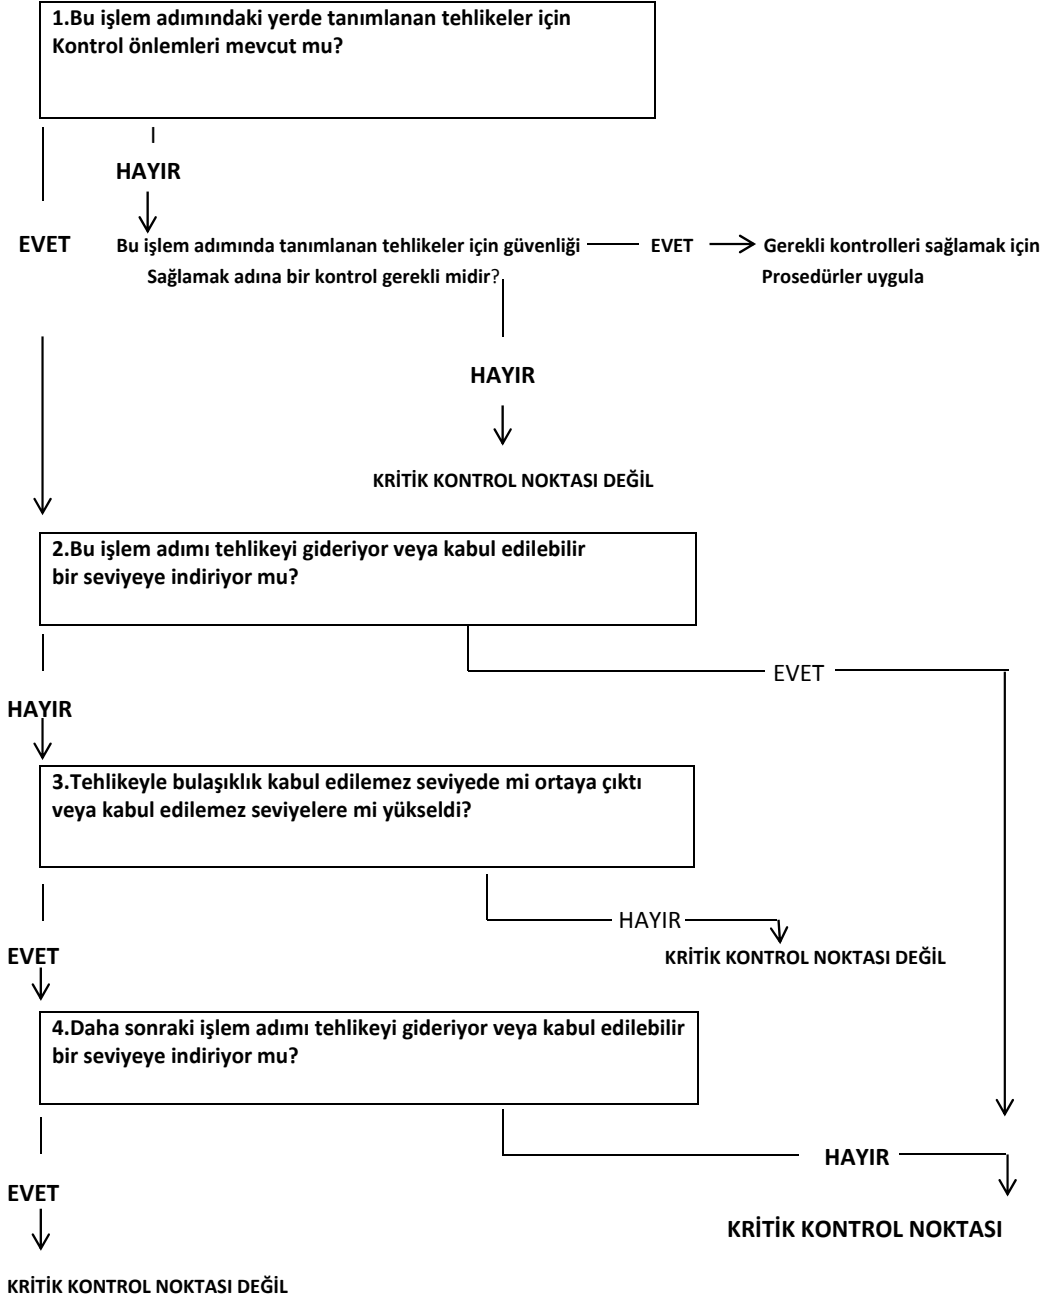 1.Bu işlem adımındaki yerde tanımlanan tehlikeler için
Kontrol önlemleri mevcut mu?
HAYIR
EVET
Bu işlem adımında tanımlanan tehlikeler için güvenliği
Sağlamak adına bir kontrol gerekli midir?
EVET
Gerekli kontrolleri sağlamak için
Prosedürler uygula
HAYIR
KRİTİK KONTROL NOKTASI DEĞİL
2.Bu işlem adımı tehlikeyi gideriyor veya kabul edilebilir
bir seviyeye indiriyor mu?
EVET
HAYIR
3.Tehlikeyle bulaşıklık kabul edilemez seviyede mi ortaya çıktı
veya kabul edilemez seviyelere mi yükseldi?
HAYIR
EVET
KRİTİK KONTROL NOKTASI DEĞİL
4.Daha sonraki işlem adımı tehlikeyi gideriyor veya kabul edilebilir
bir seviyeye indiriyor mu?
HAYIR
EVET
KRİTİK KONTROL NOKTASI
KRİTİK KONTROL NOKTASI DEĞİL